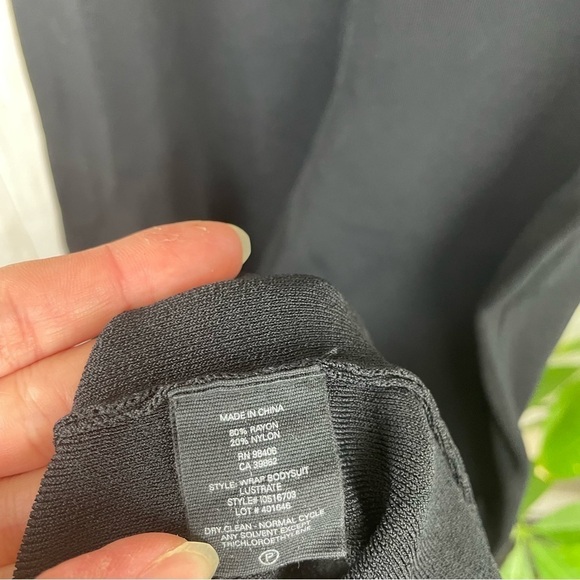 MADE IN CHINA
80% RAYON
20% NYLON
RN 98406
CA 39882
STYLE: WRAP BODYSUIT
LUSTRATE
STYLE# 10516703
LOT # 401646
DRY CLEAN - NORMAL CYCLE
ANY SOLVENT EXCEPT
TRICHLOROETHYLENE
P